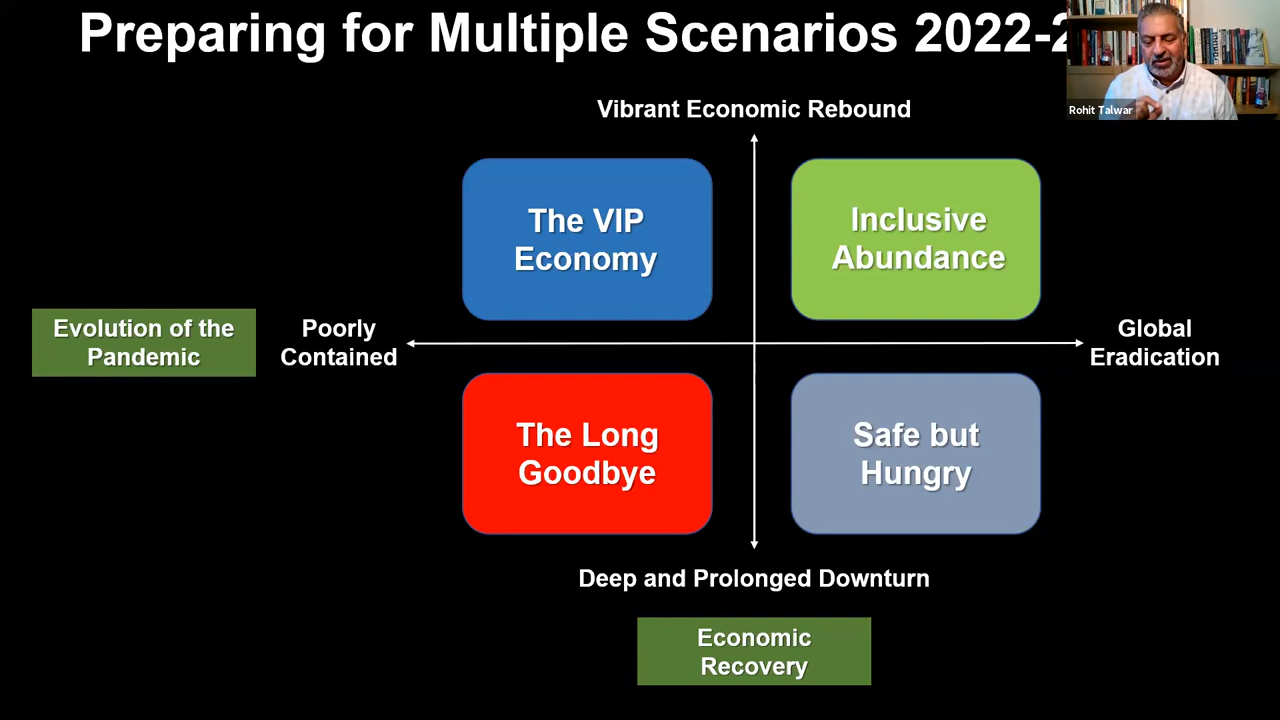 Preparing for Multiple Scenarios 2022-2
Rohit Talwar
Vibrant Economic Rebound
The VIP
Economy
Inclusive
Abundance
Evolution of the
Pandemic
Poorly
Contained
Global
Eradication
The Long
Goodbye
Safe but
Hungry
Deep and Prolonged Downturn
Economic
Recovery